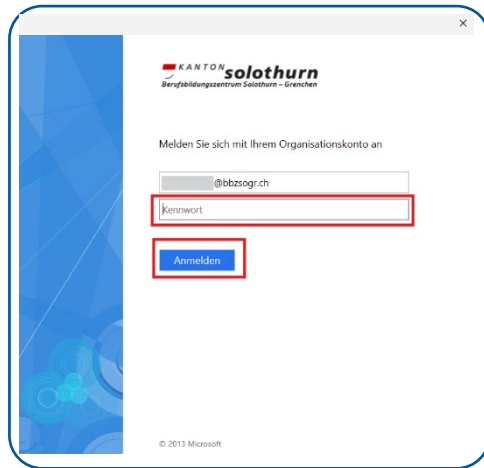 KANTON solothurn
Berufsbildungszentrum Solothurn – Grenchen
Melden Sie sich mit Ihrem Organisationskonto an
@bbzsogr.ch
Kennwort
Anmelden
© 2013 Microsoft